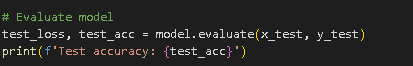 # Evaluate model
test_loss, test_acc = model.evaluate(x_test, y_test)
print(f'Test accuracy: {test_acc}')